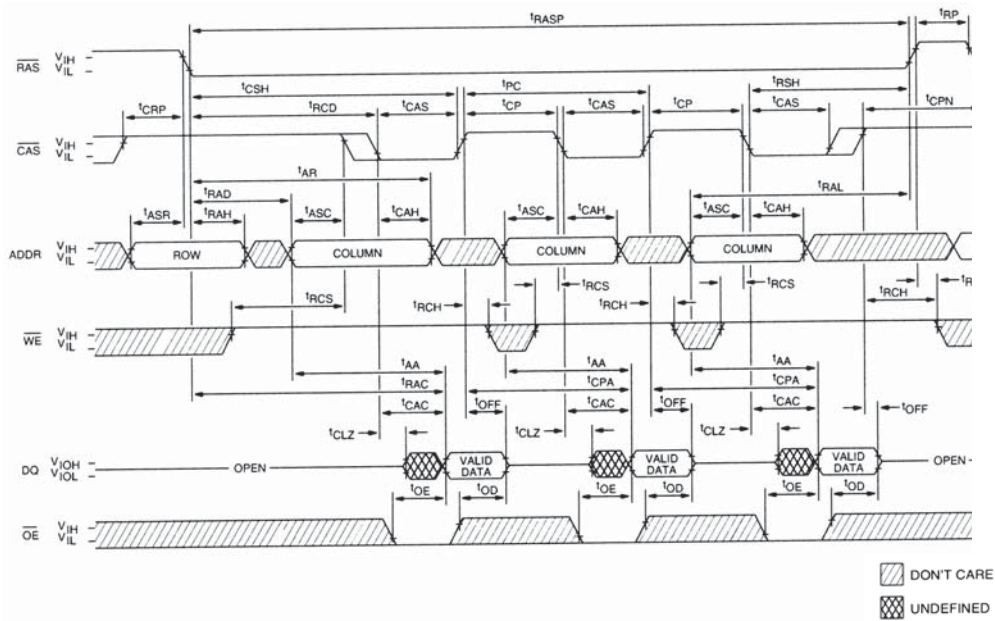 tRASP
tRP
RAS VIH
VIL
tCSH tPC tRSH
tCRP tRCD tCAS tCP tCAS tCP tCAS tCPN
CAS VIH
VIL
tAR
tRAD tRAL
tASR tRAH tASC tCAH tASC tCAH tASC tCAH
ADDR VIH
VIL
ROW COLUMN COLUMN COLUMN
tRCS tRCH tRCS tRCH tRCS tRCH
WE VIH
VIL
tAA tAA tAA
tRAC tCPA tCPA
tCAC tOFF tCAC tOFF tCAC tOFF
tCLZ tCLZ tCLZ
DQ VIOH
VIOL
OPEN VALID DATA VALID DATA VALID DATA OPEN
tOE tOD tOE tOD tOE tOD
OE VIH
VIL
DON'T CARE
UNDEFINED